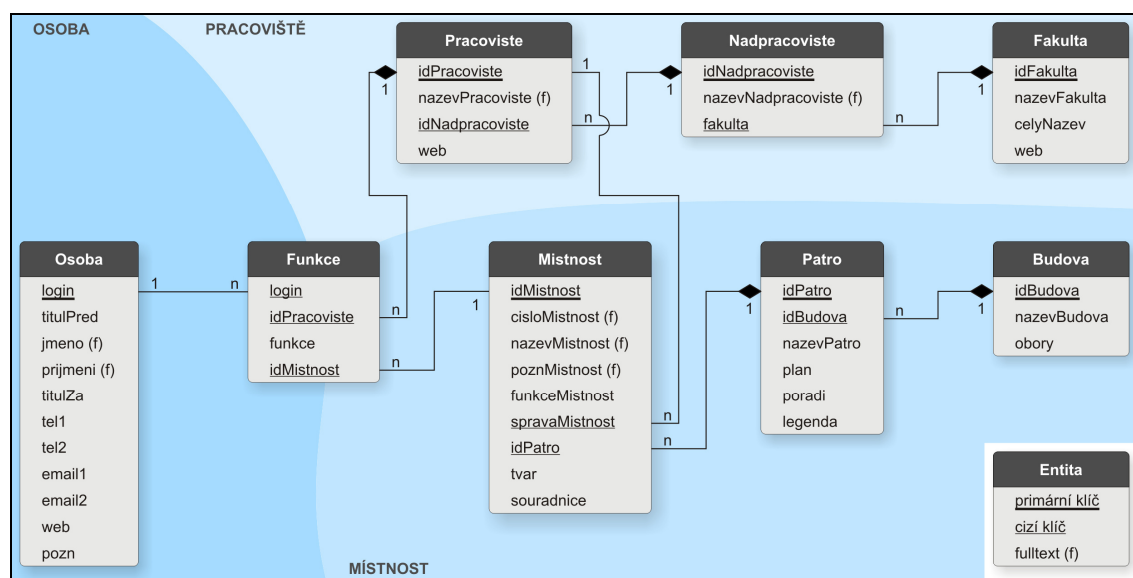 OSOBA
PRACOVIŠTĚ
Pracoviste
idPracoviste
nazevPracoviste (f)
idNadpracoviste
web
1
1
n
1
Nadpracoviste
idNadpracoviste
nazevNadpracoviste (f)
fakulta
n
1
Fakulta
idFakulta
nazevFakulta
celyNazev
web
Osoba
login
titulPred
jmeno (f)
prijmeni (f)
titulZa
tel1
tel2
email1
email2
web
pozn
1
n
Funkce
login
idPracoviste
funkce
idMistnost
n
n
1
Mistnost
idMistnost
cisloMistnost (f)
nazevMistnost (f)
poznMistnost (f)
funkceMistnost
spravaMistnost
idPatro
tvar
souradnice
n
n
1
Patro
idPatro
idBudova
nazevPatro
plan
poradi
legenda
n
1
Budova
idBudova
nazevBudova
obory
Entita
primární klíč
cizí klíč
fulltext (f)
MÍSTNOST